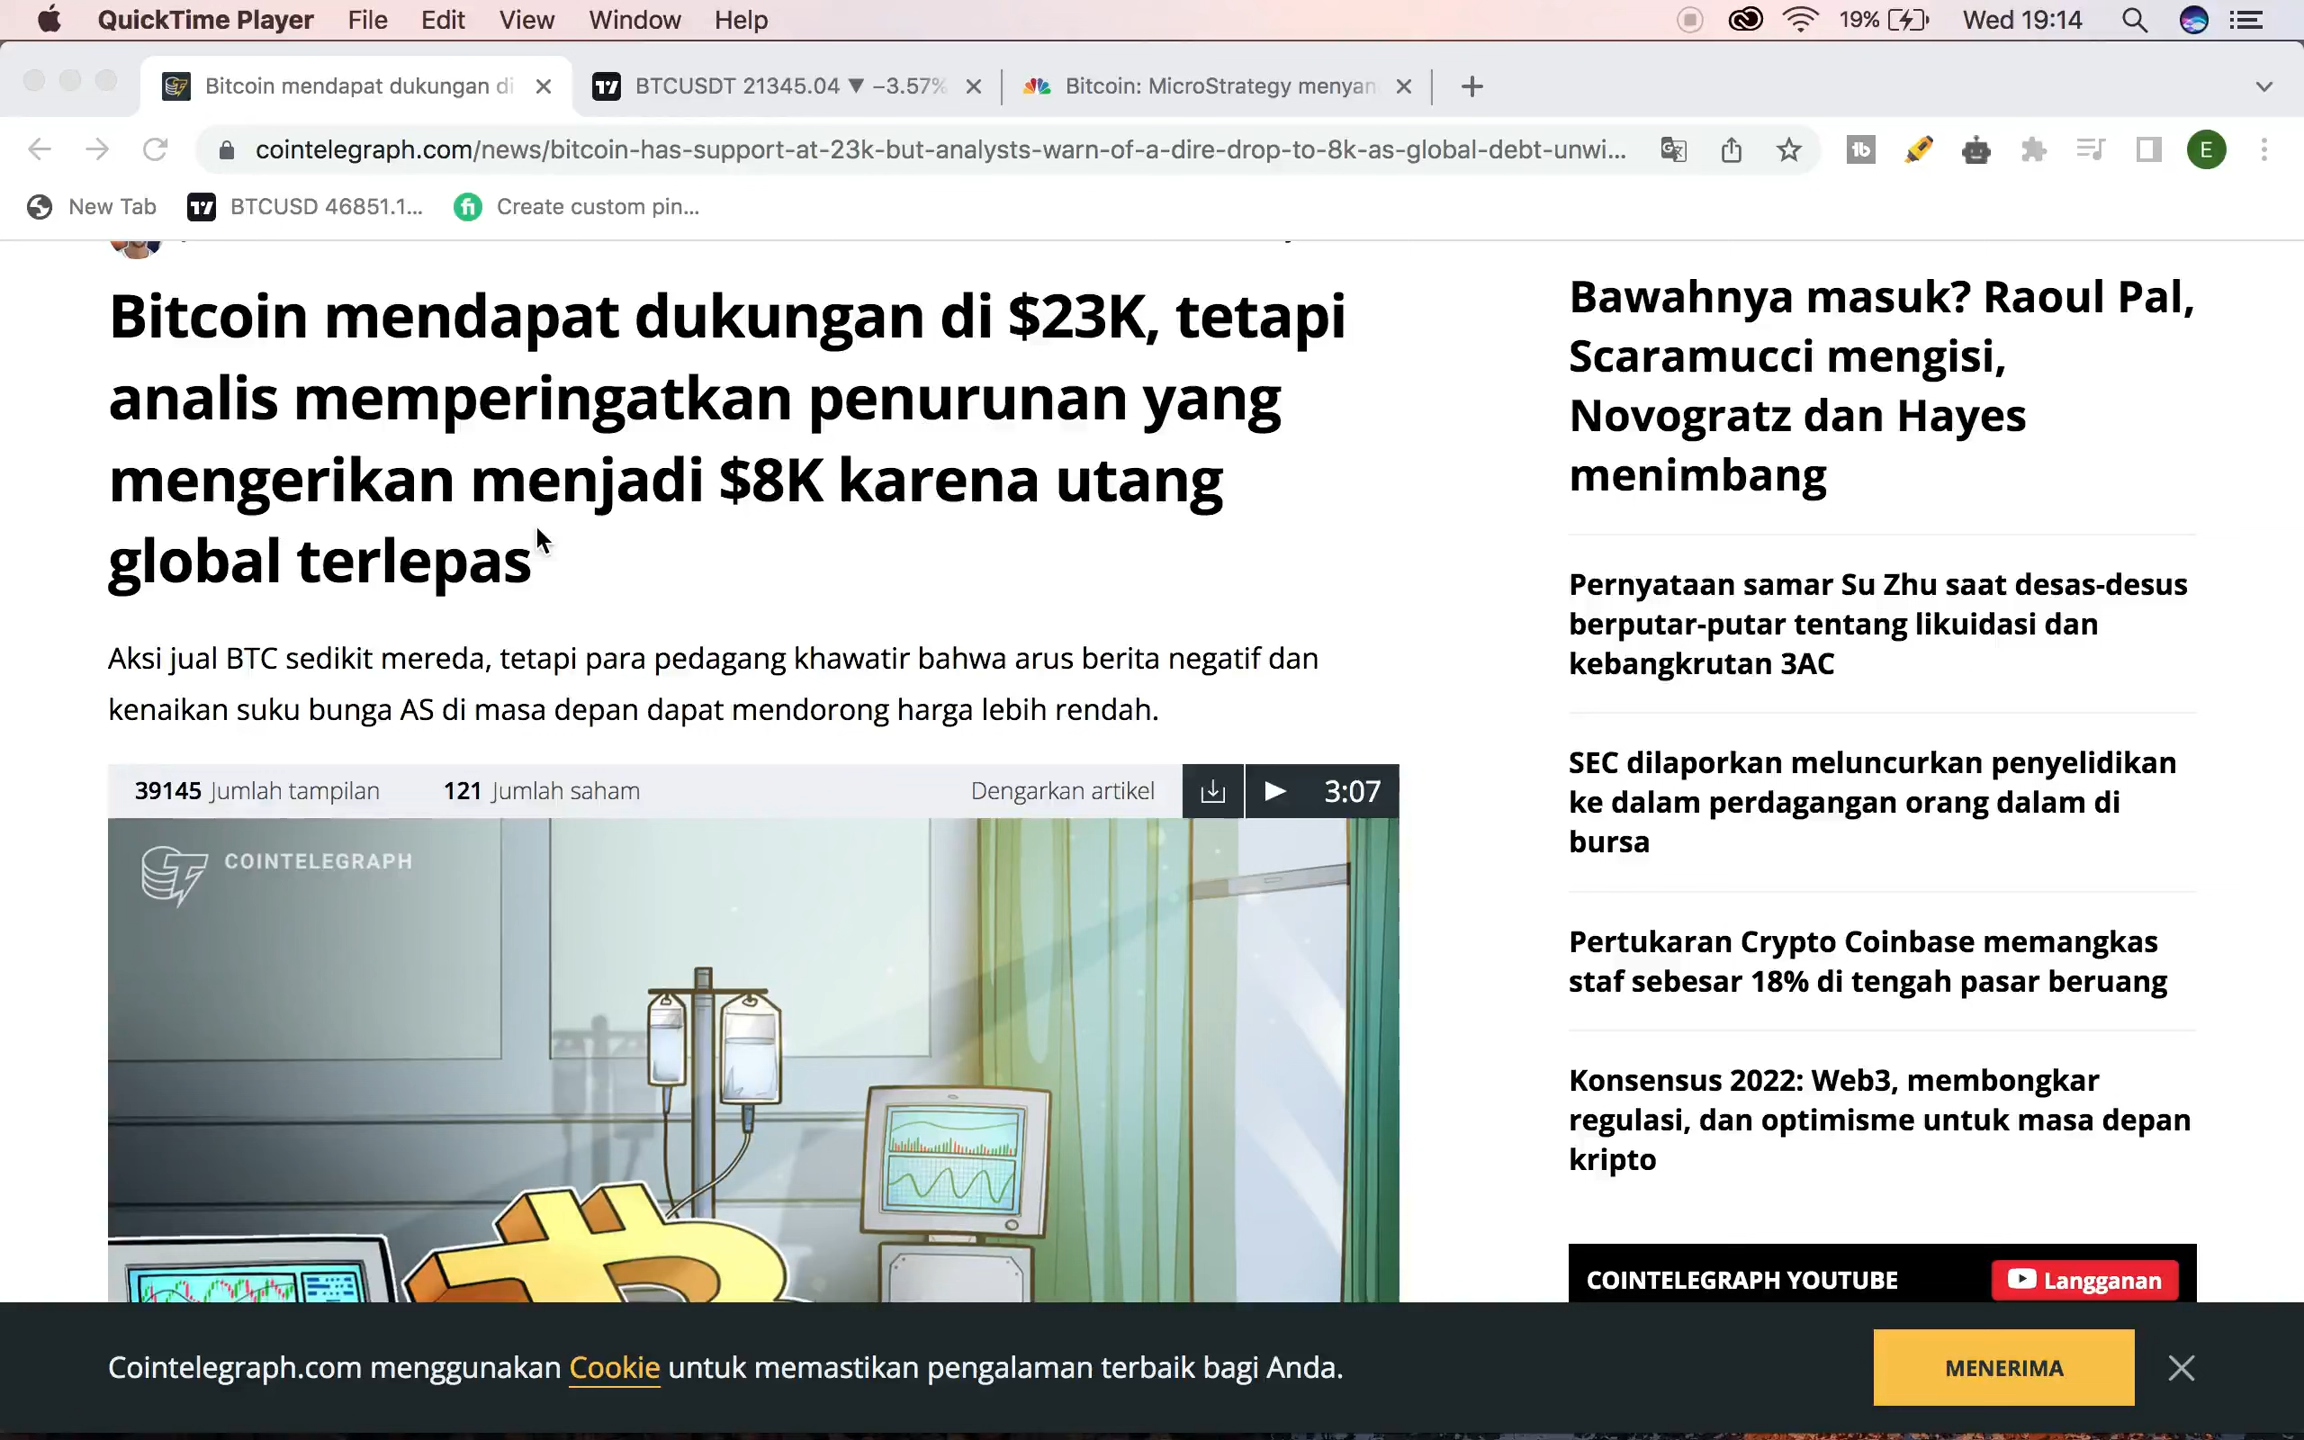 QuickTime Player File Edit View Window Help 19% Wed 19:14
Bitcoin mendapat dukungan di BTCUSDT 21345.04 ▼ −3.57% Bitcoin: MicroStrategy menyan
cointelegraph.com/news/bitcoin-has-support-at-23k-but-analysts-warn-of-a-dire-drop-to-8k-as-global-debt-unwi... tb E
New Tab BTCUSD 46851.1... fi Create custom pin...
Bitcoin mendapat dukungan di $23K, tetapi
analis memperingatkan penurunan yang
mengerikan menjadi $8K karena utang
global terlepas
Aksi jual BTC sedikit mereda, tetapi para pedagang khawatir bahwa arus berita negatif dan
kenaikan suku bunga AS di masa depan dapat mendorong harga lebih rendah.
39145 Jumlah tampilan 121 Jumlah saham Dengarkan artikel 3:07
COINTELEGRAPH
Bawahnya masuk? Raoul Pal,
Scaramucci mengisi,
Novogratz dan Hayes
menimbang
Pernyataan samar Su Zhu saat desas-desus
berputar-putar tentang likuidasi dan
kebangkrutan 3AC
SEC dilaporkan meluncurkan penyelidikan
ke dalam perdagangan orang dalam di
bursa
Pertukaran Crypto Coinbase memangkas
staf sebesar 18% di tengah pasar beruang
Konsensus 2022: Web3, membongkar
regulasi, dan optimisme untuk masa depan
kripto
COINTELEGRAPH YOUTUBE Langganan
Cointelegraph.com menggunakan Cookie untuk memastikan pengalaman terbaik bagi Anda. MENERIMA